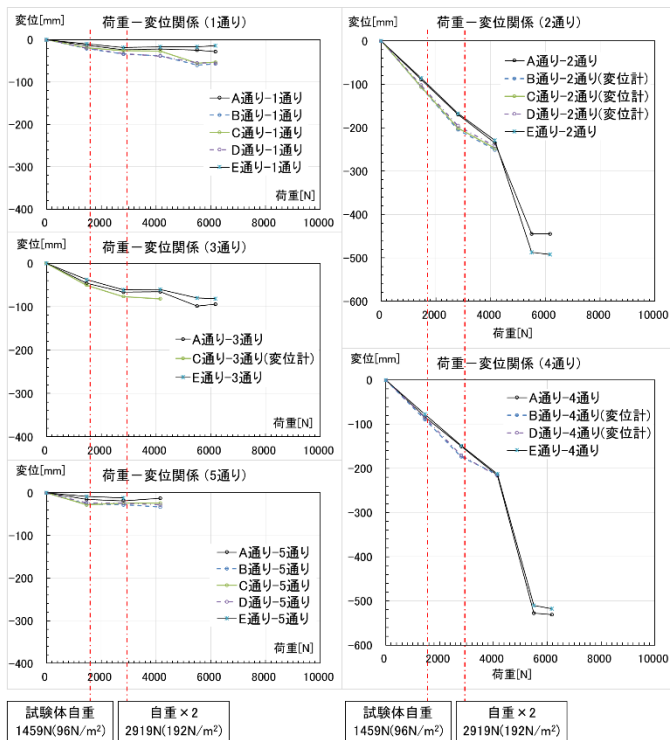 変位[mm]
荷重－変位関係 (1通り)
0
-100
-200
-300
-400
A通り-1通り
B通り-1通り
C通り-1通り
D通り-1通り
E通り-1通り
荷重[N]
0 2000 4000 6000 8000 10000
変位[mm]
荷重－変位関係 (3通り)
0
-100
-200
-300
-400
A通り-3通り
C通り-3通り(変位計)
E通り-3通り
荷重[N]
0 2000 4000 6000 8000 10000
変位[mm]
荷重－変位関係 (5通り)
0
-100
-200
-300
-400
A通り-5通り
B通り-5通り
C通り-5通り
D通り-5通り
E通り-5通り
荷重[N]
0 2000 4000 6000 8000 10000
試験体自重
1459N(96N/m²)
自重×2
2919N(192N/m²)
変位[mm]
荷重－変位関係 (2通り)
0
-100
-200
-300
-400
-500
-600
A通り-2通り
B通り-2通り(変位計)
C通り-2通り(変位計)
D通り-2通り(変位計)
E通り-2通り
荷重[N]
0 2000 4000 6000 8000 10000
変位[mm]
荷重－変位関係 (4通り)
0
-100
-200
-300
-400
-500
-600
A通り-4通り
B通り-4通り(変位計)
D通り-4通り(変位計)
E通り-4通り
荷重[N]
0 2000 4000 6000 8000 10000
試験体自重
1459N(96N/m²)
自重×2
2919N(192N/m²)